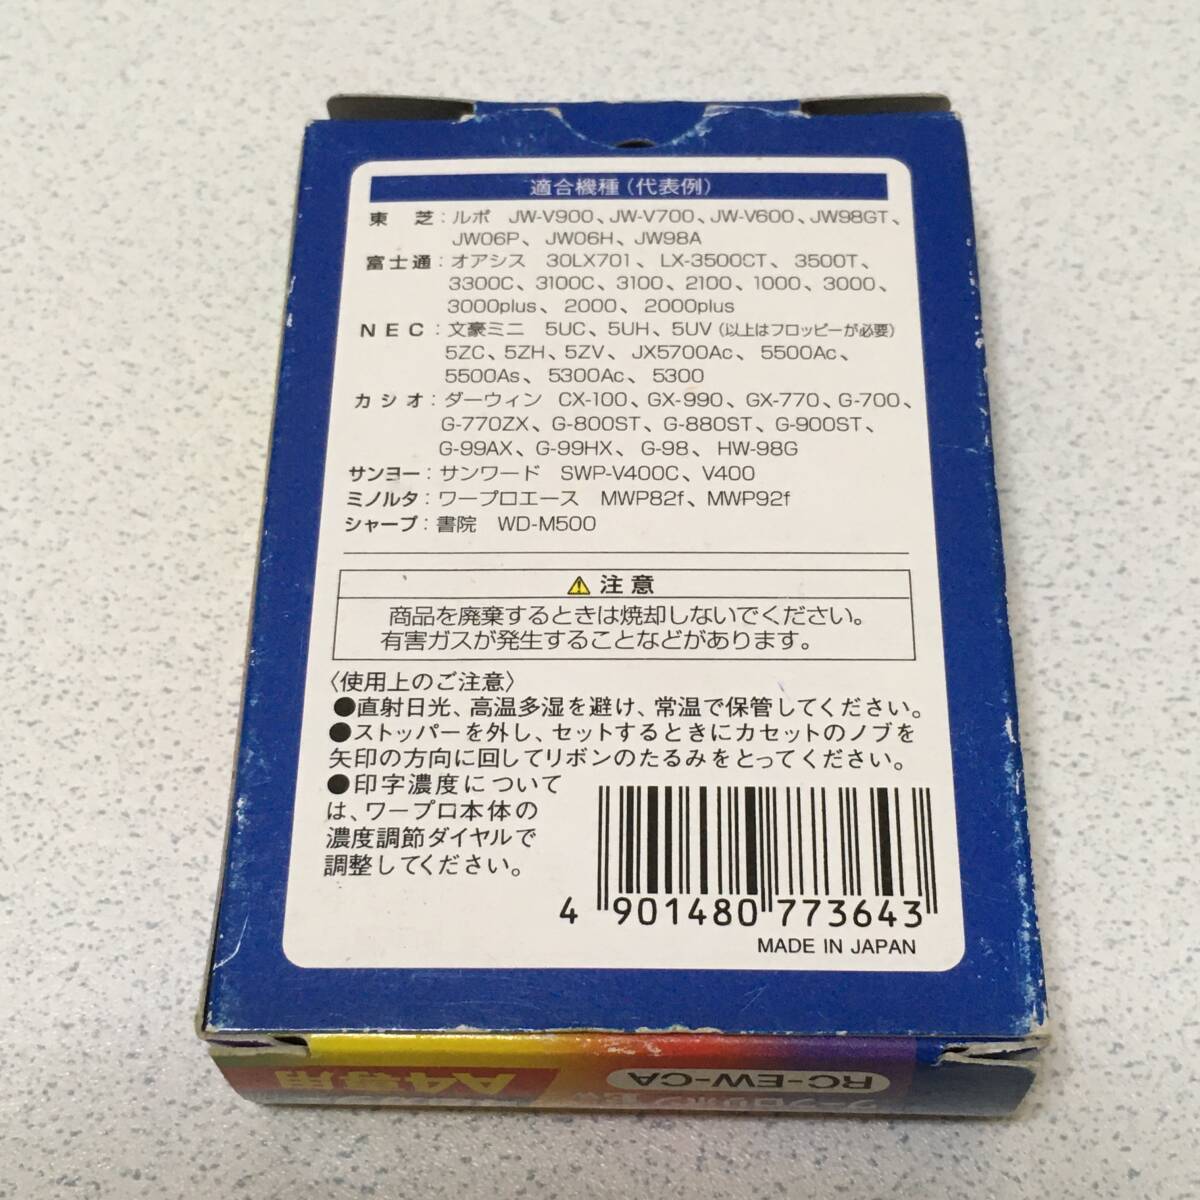 適合機種(代表例)
東芝:ルポ JW-V900、JW-V700、JW-V600、JW98GT、
JW06P、JW06H、JW98A
富士通:オアシス 30LX701、LX-3500CT、3500T、
3300C、3100C、3100、2100、1000、3000、
3000plus、2000、2000plus
NEC:文豪ミニ 5UC、5UH、5UV(以上はフロッピーが必要)
5ZC、5ZH、5ZV、JX5700Ac、5500Ac、
5500As、5300Ac、5300
カシオ:ダーウィン CX-100、GX-990、GX-770、G-700、
G-770ZX、G-800ST、G-880ST、G-900ST、
G-99AX、G-99HX、G-98、HW-98G
サンヨー:サンワード SWP-V400C、V400
ミノルタ:ワープロエース MWP82f、MWP92f
シャープ:書院 WD-M500
注意
商品を廃棄するときは焼却しないでください。
有害ガスが発生することなどがあります。
〈使用上のご注意〉
●直射日光、高温多湿を避け、常温で保管してください。
●ストッパーを外し、セットするときにカセットのノブを
矢印の方向に回してリボンのたるみをとってください。
●印字濃度について
は、ワープロ本体の
濃度調節ダイヤルで
調整してください。
4 901480 773643
MADE IN JAPAN
RC-EW-CA
A4専用